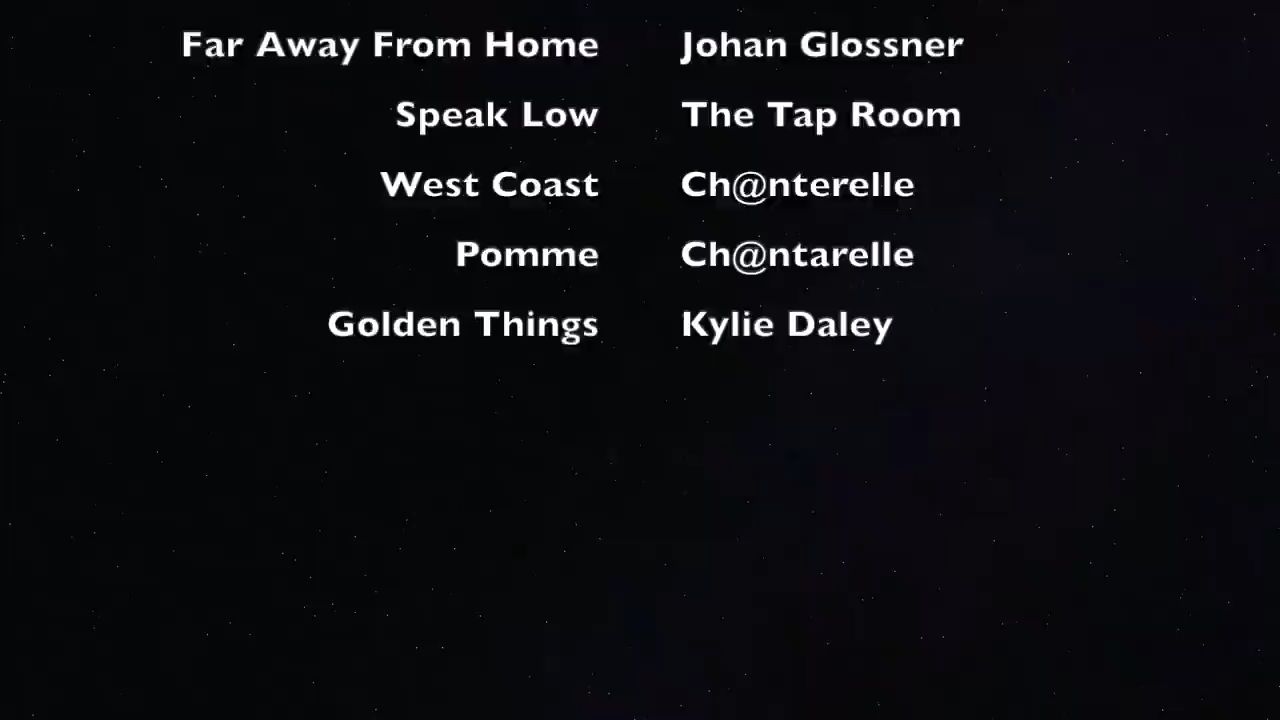 Far Away From Home Johan Glossner
Speak Low The Tap Room
West Coast Ch@nterelle
Pomme Ch@ntarelle
Golden Things Kylie Daley